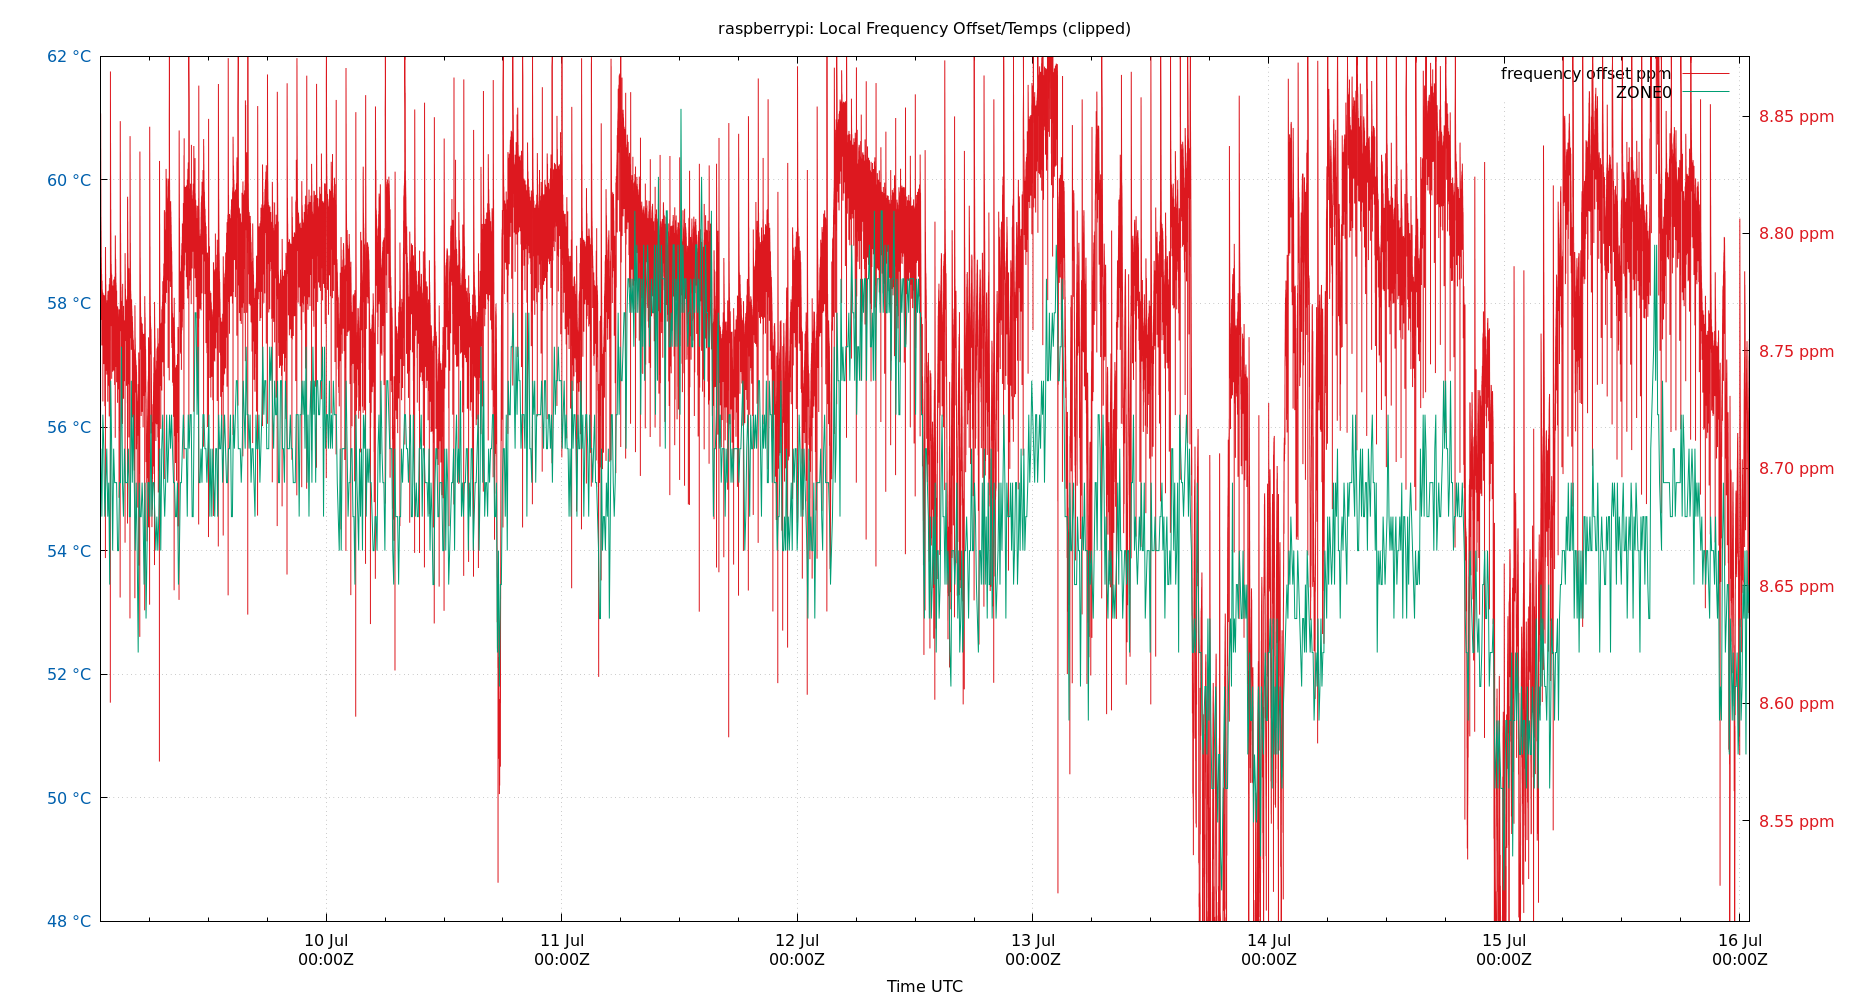 raspberrypi: Local Frequency Offset/Temps (clipped)
62 °C
60 °C
58 °C
56 °C
54 °C
52 °C
50 °C
48 °C
frequency offset ppm
ZONE0
8.85 ppm
8.80 ppm
8.75 ppm
8.70 ppm
8.65 ppm
8.60 ppm
8.55 ppm
10 Jul
00:00Z
11 Jul
00:00Z
12 Jul
00:00Z
13 Jul
00:00Z
14 Jul
00:00Z
15 Jul
00:00Z
16 Jul
00:00Z
Time UTC